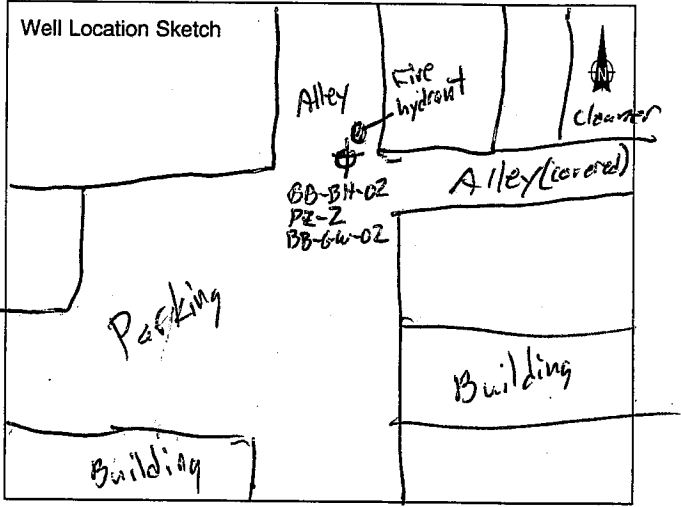 Well Location Sketch
Alley
Fire
hydrant
N
Cleaner
Alley (covered)
BB-BH-02
PZ-2
BB-GW-02
Parking
Building
Building